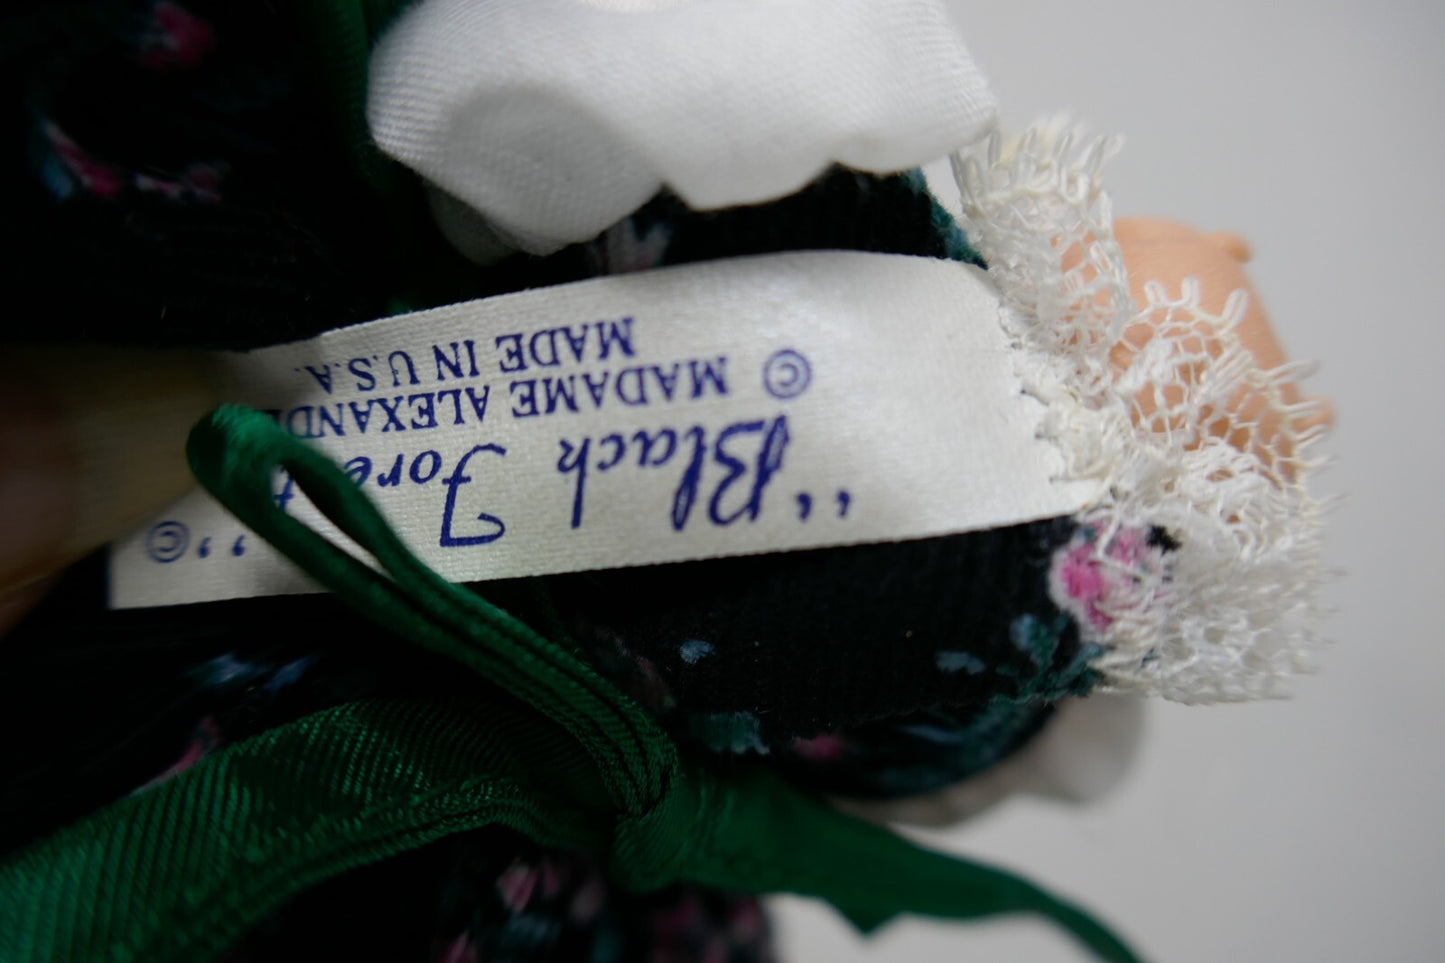 "Black Fore
" ©
© MADAME ALEXANDE
MADE IN U.S.A.